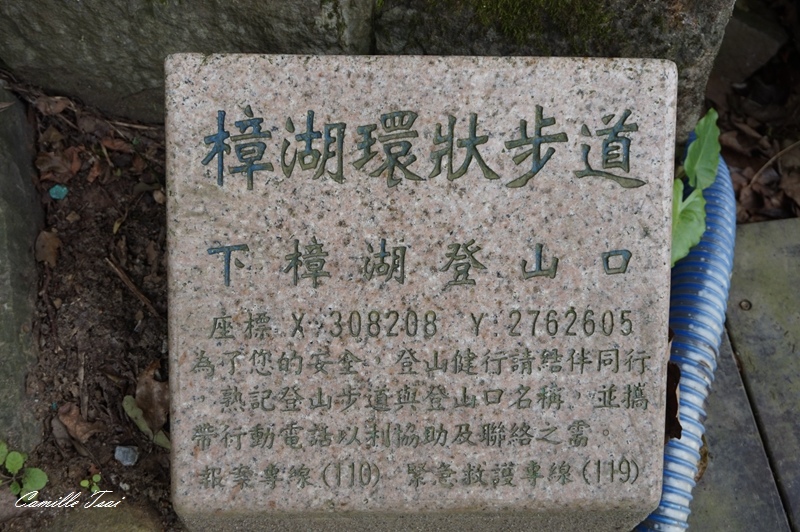 樟湖環狀步道
下樟湖登山口
座標 X:308208 Y:2762605
為了您的安全、登山健行請結伴同行
，熟記登山步道與登山口名稱，並攜
帶行動電話以利協助及聯絡之需。
報案專線(110) 緊急救護專線(119)
Camille Tsai